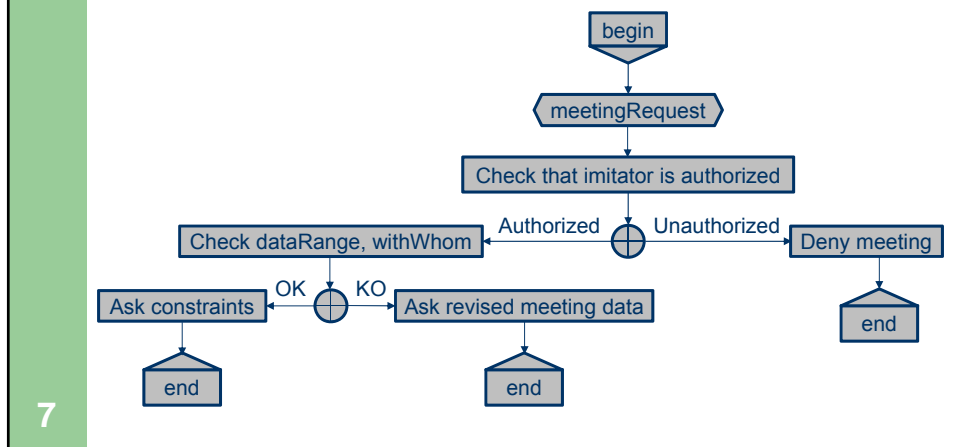 begin
meetingRequest
Check that imitator is authorized
Authorized
Unauthorized
Check dataRange, withWhom
Deny meeting
OK
KO
Ask constraints
Ask revised meeting data
end
end
end
7